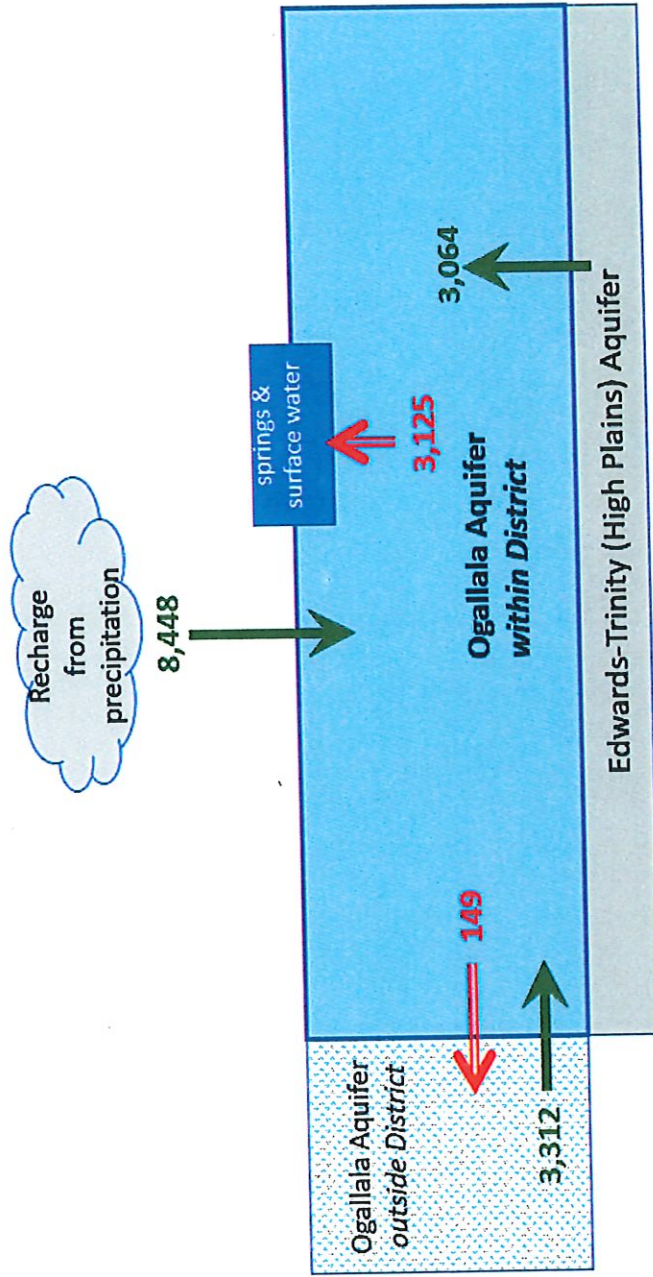 Recharge
from
precipitation
8,448
springs &
surface water
3,125
3,064
Ogallala Aquifer
within District
Ogallala Aquifer
outside District
149
3,312
Edwards-Trinity (High Plains) Aquifer